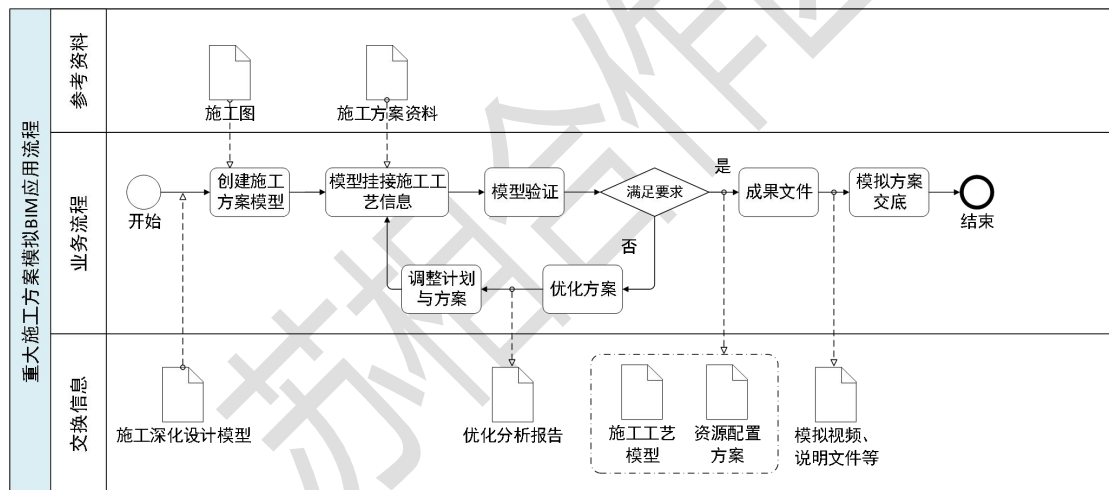 重大施工方案模拟BIM应用流程
参考资料
施工图
施工方案资料
业务流程
开始
创建施工
方案模型
模型挂接施工工
艺信息
模型验证
满足要求
是
成果文件
模拟方案
交底
结束
否
调整计划
与方案
优化方案
交换信息
施工深化设计模型
优化分析报告
施工工艺
模型
资源配置
方案
模拟视频、
说明文件等
苏相合作区